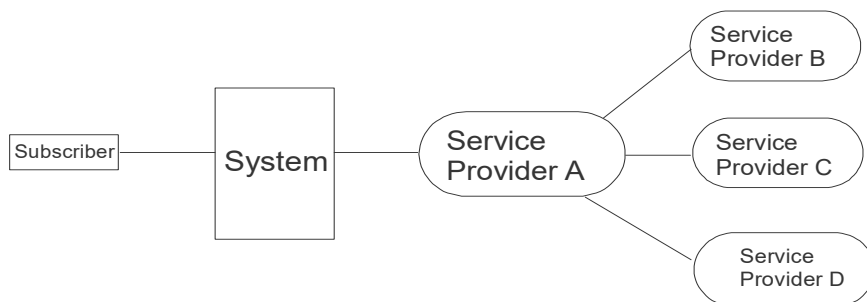 Subscriber
System
Service
Provider A
Service
Provider B
Service
Provider C
Service
Provider D